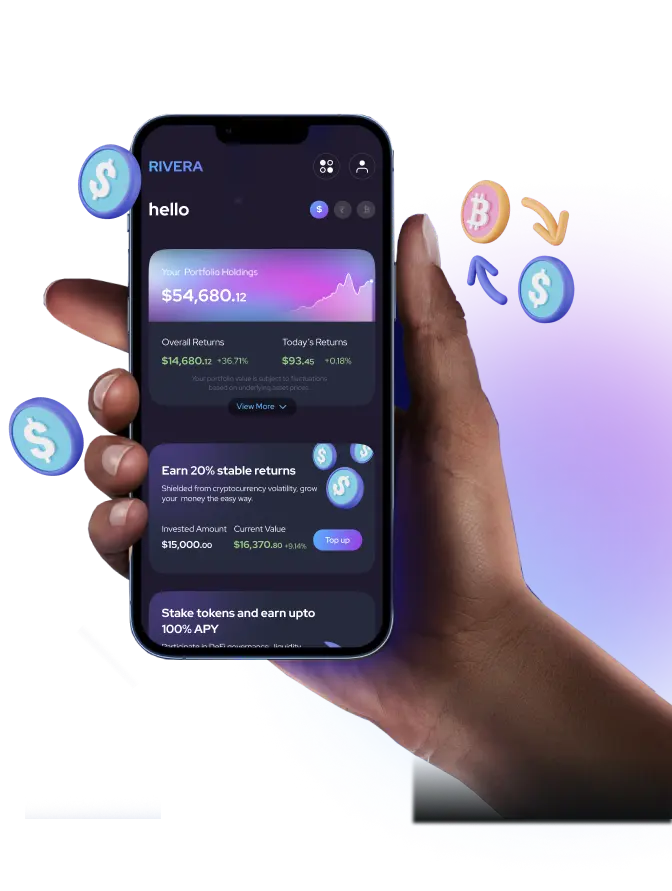 RIVERA
hello
$
₹
₿
Your Portfolio Holdings
$54,680.12
Overall Returns
Today's Returns
$14,680.12 +36.71%
$93.45 +0.18%
Your portfolio value is subject to fluctuations
based on underlying asset prices.
View More
Earn 20% stable returns
Shielded from cryptocurrency volatility, grow
your money the easy way.
Invested Amount
Current Value
$15,000.00
$16,370.80 +9.14%
Top up
Stake tokens and earn upto
100% APY
Participate in DeFi governance, liquidity
$
$
₿
$
$
$
$